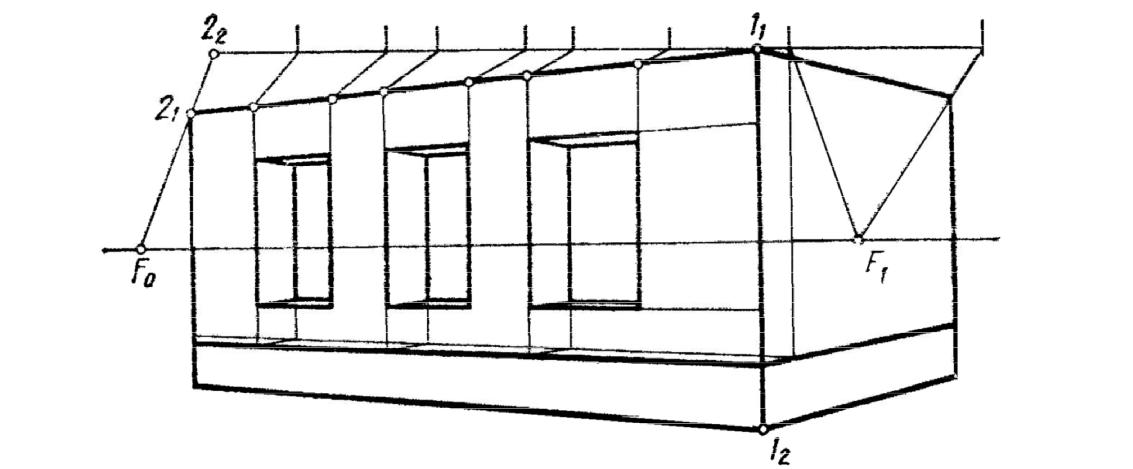 2₂
1₁
2₁
F₀
F₁
1₂